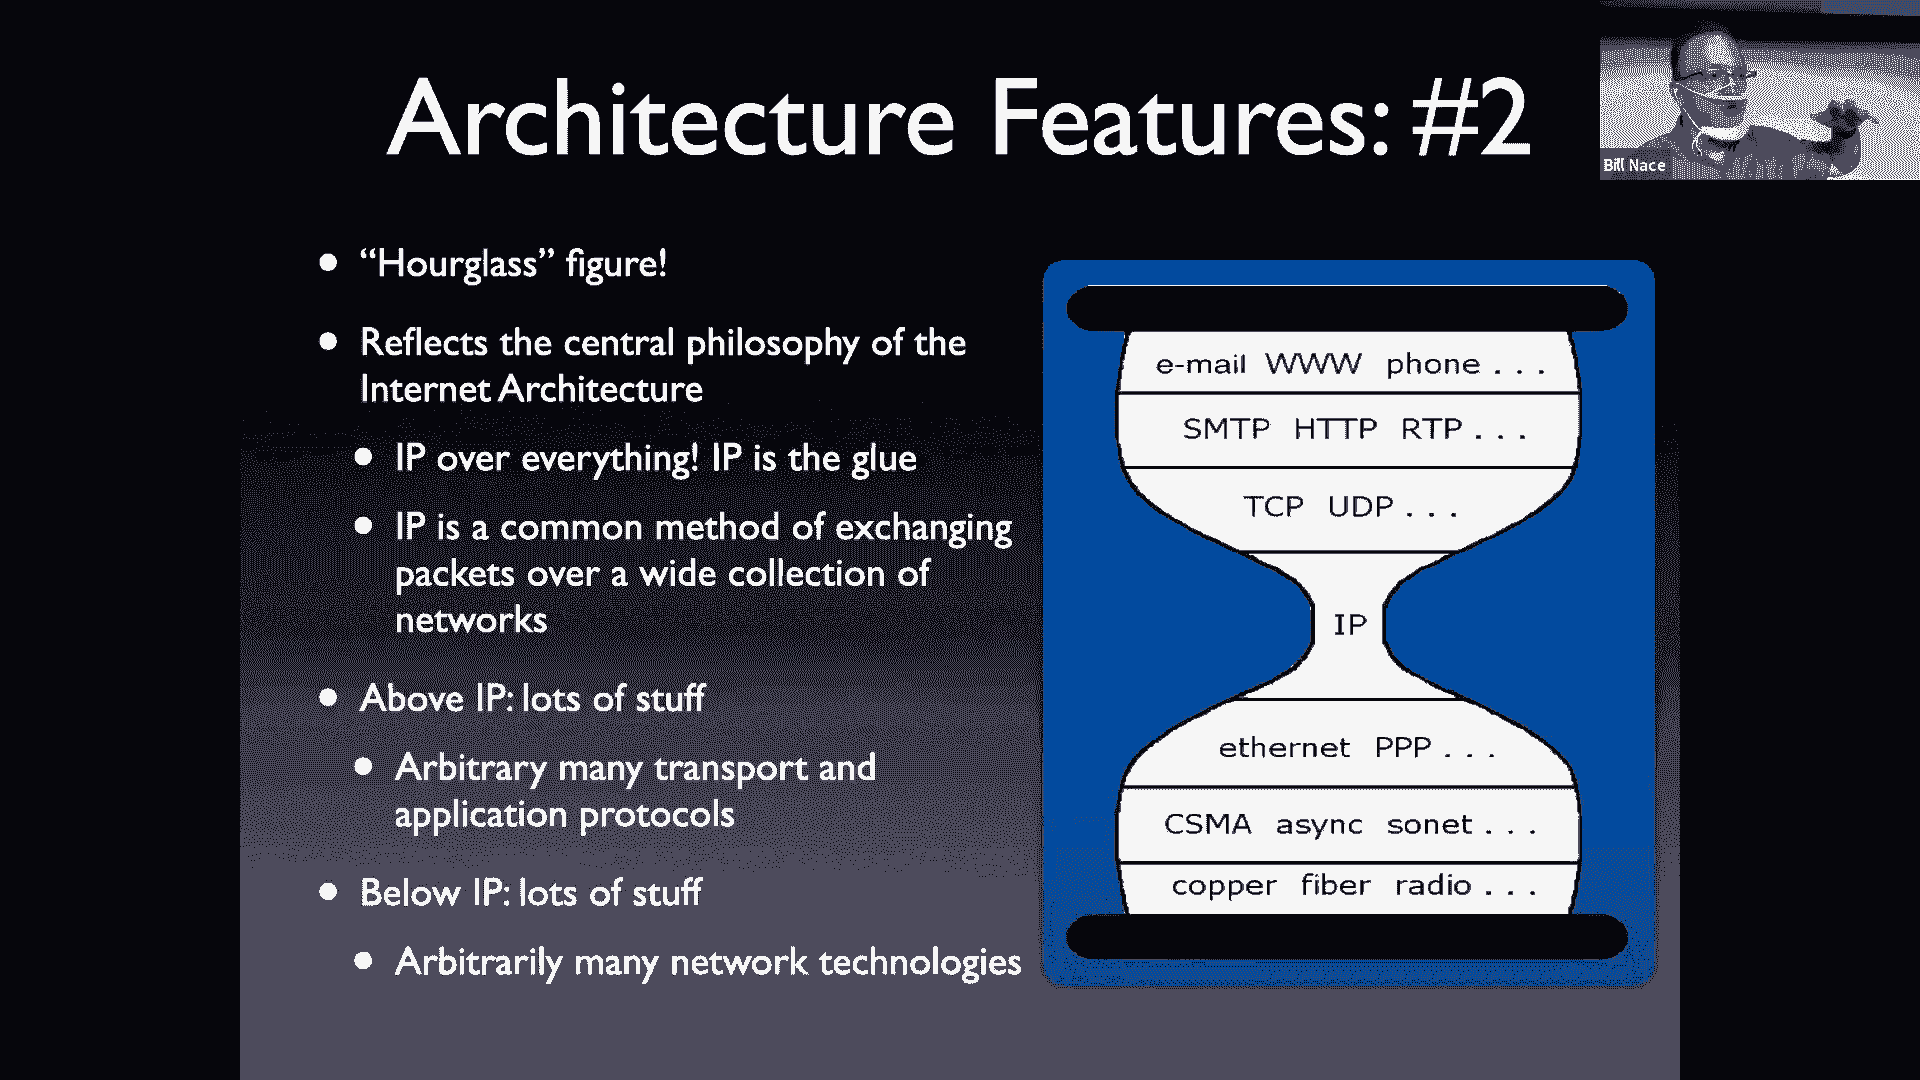 Architecture Features: #2
Bill Nace
• “Hourglass” figure!
• Reflects the central philosophy of the
Internet Architecture
• IP over everything! IP is the glue
• IP is a common method of exchanging
packets over a wide collection of
networks
• Above IP: lots of stuff
• Arbitrary many transport and
application protocols
• Below IP: lots of stuff
• Arbitrarily many network technologies
e-mail WWW phone . . .
SMTP HTTP RTP . . .
TCP UDP . . .
IP
ethernet PPP . . .
CSMA async sonet . . .
copper fiber radio . . .